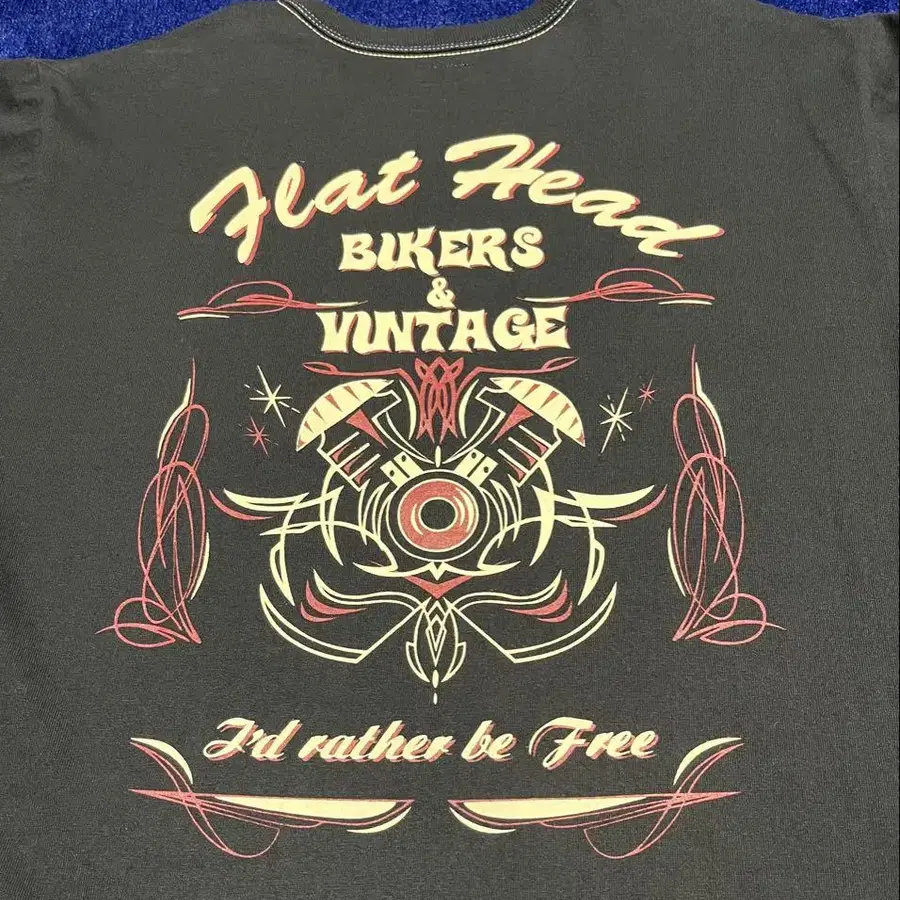 Flat Head
BIKERS
&
VINTAGE
I'd rather be Free